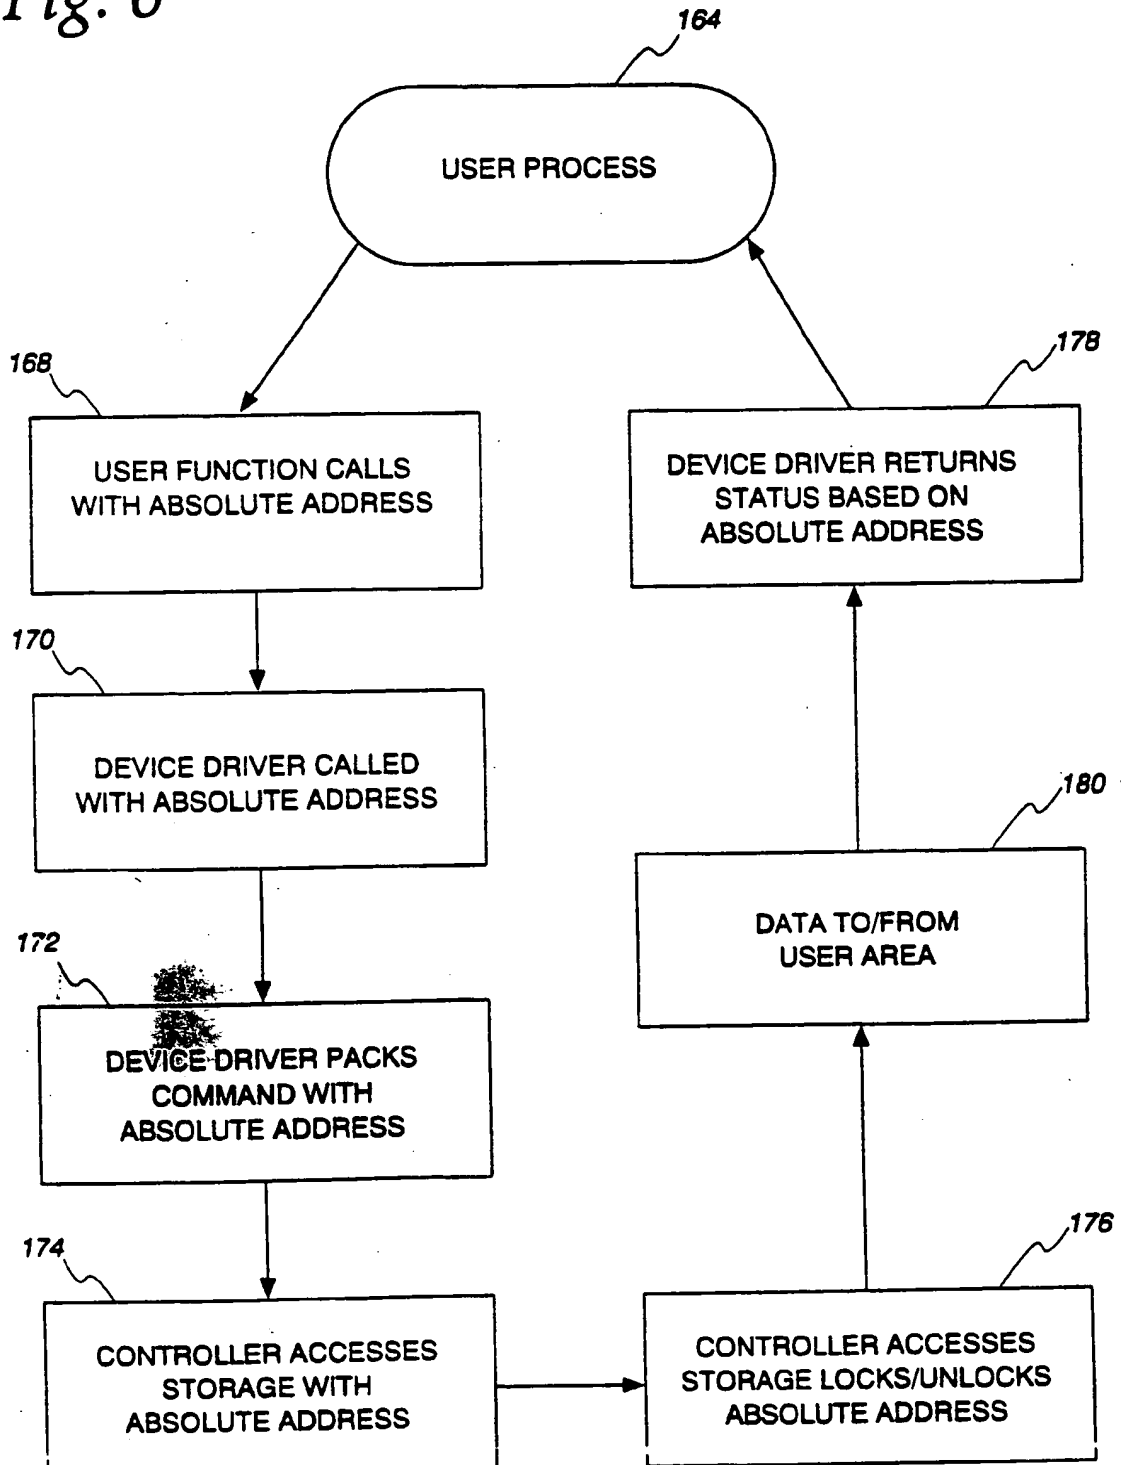 Fig. 6
164
USER PROCESS
168
USER FUNCTION CALLS
WITH ABSOLUTE ADDRESS
178
DEVICE DRIVER RETURNS
STATUS BASED ON
ABSOLUTE ADDRESS
170
DEVICE DRIVER CALLED
WITH ABSOLUTE ADDRESS
180
DATA TO/FROM
USER AREA
172
DEVICE DRIVER PACKS
COMMAND WITH
ABSOLUTE ADDRESS
174
CONTROLLER ACCESSES
STORAGE WITH
ABSOLUTE ADDRESS
176
CONTROLLER ACCESSES
STORAGE LOCKS/UNLOCKS
ABSOLUTE ADDRESS